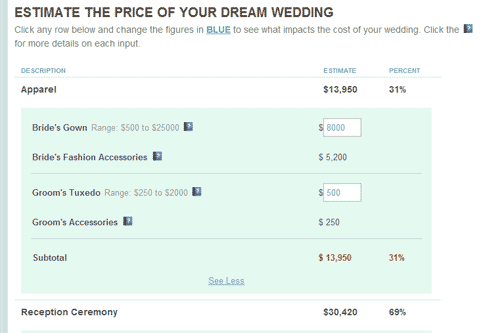 ESTIMATE THE PRICE OF YOUR DREAM WEDDING
Click any row below and change the figures in BLUE to see what impacts the cost of your wedding. Click the ?
for more details on each input.
DESCRIPTION ESTIMATE PERCENT
Apparel $13,950 31%
Bride's Gown Range: $500 to $25000 ? $ 8000
Bride's Fashion Accessories ? $ 5,200
Groom's Tuxedo Range: $250 to $2000 ? $ 500
Groom's Accessories ? $ 250
Subtotal $ 13,950 31%
See Less
Reception Ceremony $30,420 69%